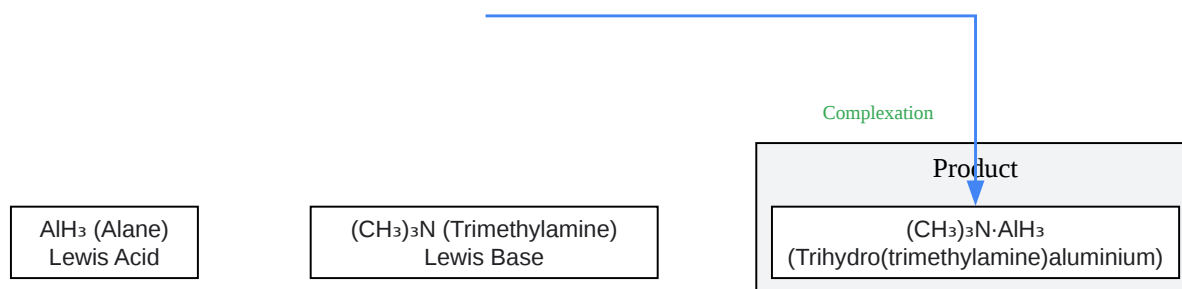 Complexation
Product
AlH₃ (Alane)
Lewis Acid
(CH₃)₃N (Trimethylamine)
Lewis Base
(CH₃)₃N·AlH₃
(Trihydro(trimethylamine)aluminium)